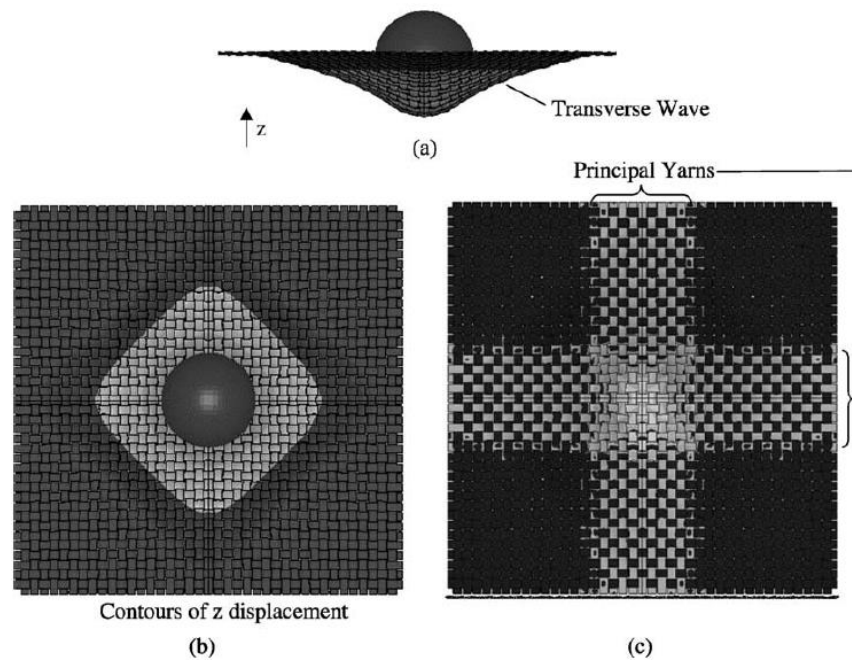 Transverse Wave
z
(a)
Principal Yarns
Contours of z displacement
(b)
(c)